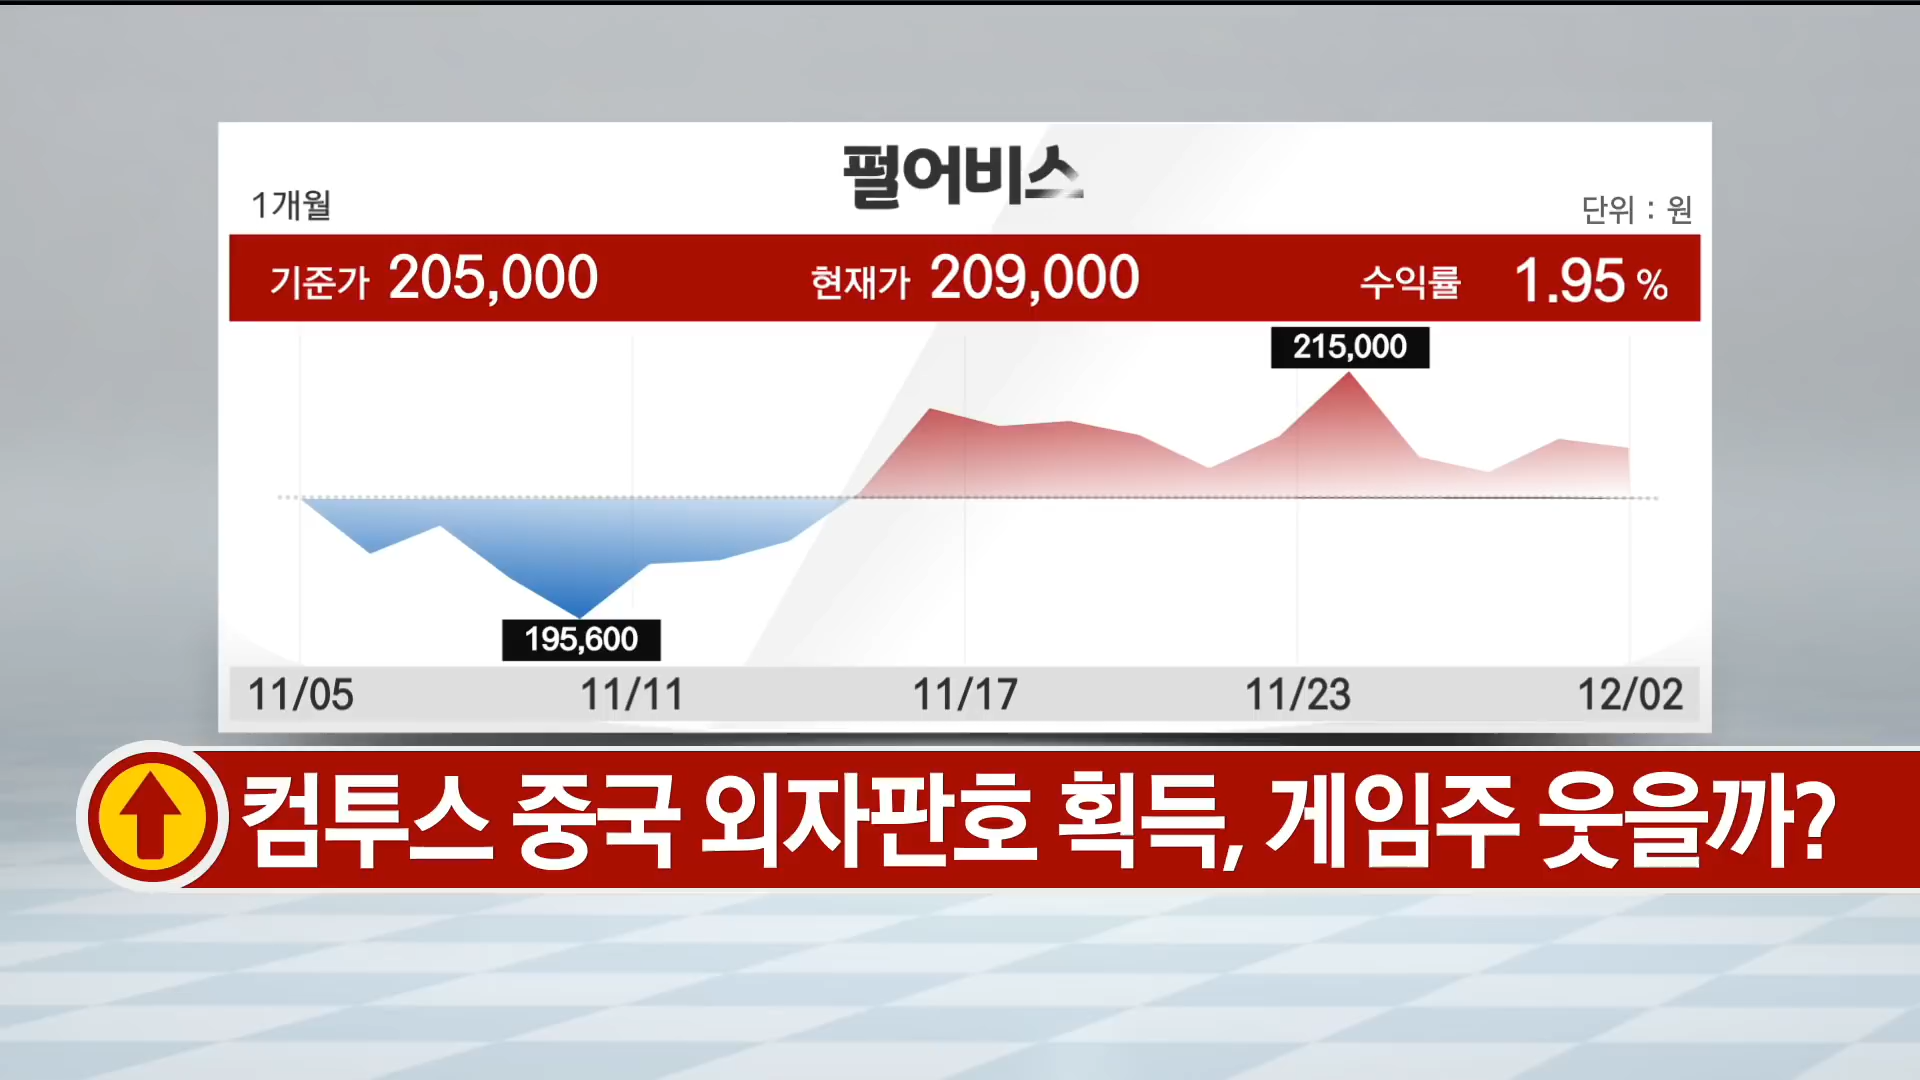 펄어비스
1개월
단위 : 원
기준가 205,000 현재가 209,000 수익률 1.95 %
215,000
195,600
11/05 11/11 11/17 11/23 12/02
컴투스 중국 외자판호 획득, 게임주 웃을까?